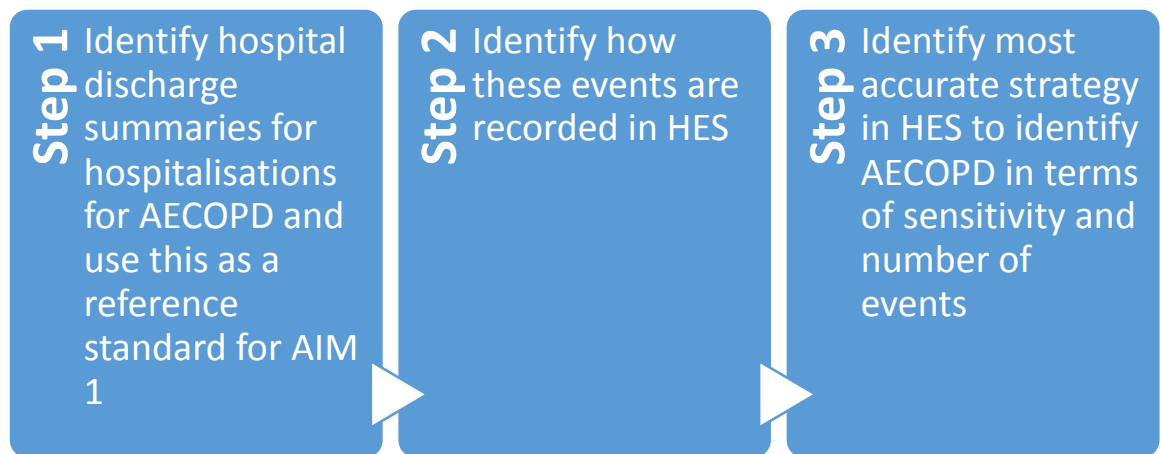 Step 1
Identify hospital
discharge
summaries for
hospitalisations
for AECOPD and
use this as a
reference
standard for AIM
1
Step 2
Identify how
these events are
recorded in HES
Step 3
Identify most
accurate strategy
in HES to identify
AECOPD in terms
of sensitivity and
number of
events